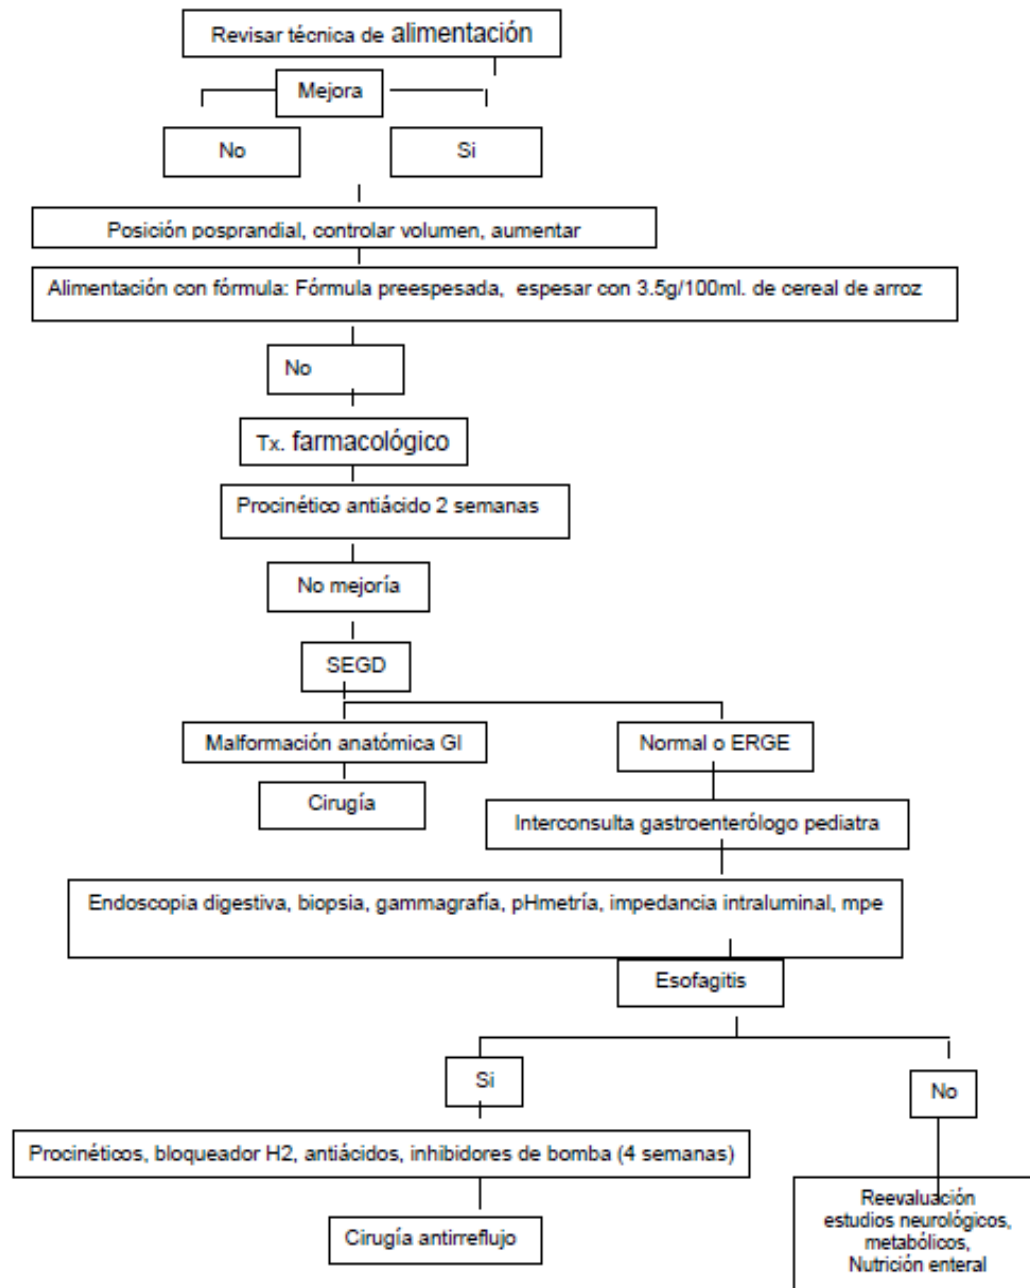 Revisar técnica de alimentación
Mejora
No
Si
Posición posprandial, controlar volumen, aumentar
Alimentación con fórmula: Fórmula preespesada, espesar con 3.5g/100ml. de cereal de arroz
No
Tx. farmacológico
Procinético antiácido 2 semanas
No mejoría
SEGD
Malformación anatómica GI
Normal o ERGE
Cirugía
Interconsulta gastroenterólogo pediatra
Endoscopia digestiva, biopsia, gammagrafía, pHmetría, impedancia intraluminal, mpe
Esofagitis
Si
No
Procinéticos, bloqueador H2, antiácidos, inhibidores de bomba (4 semanas)
Reevaluación
estudios neurológicos,
metabólicos,
Nutrición enteral
Cirugía antirreflujo